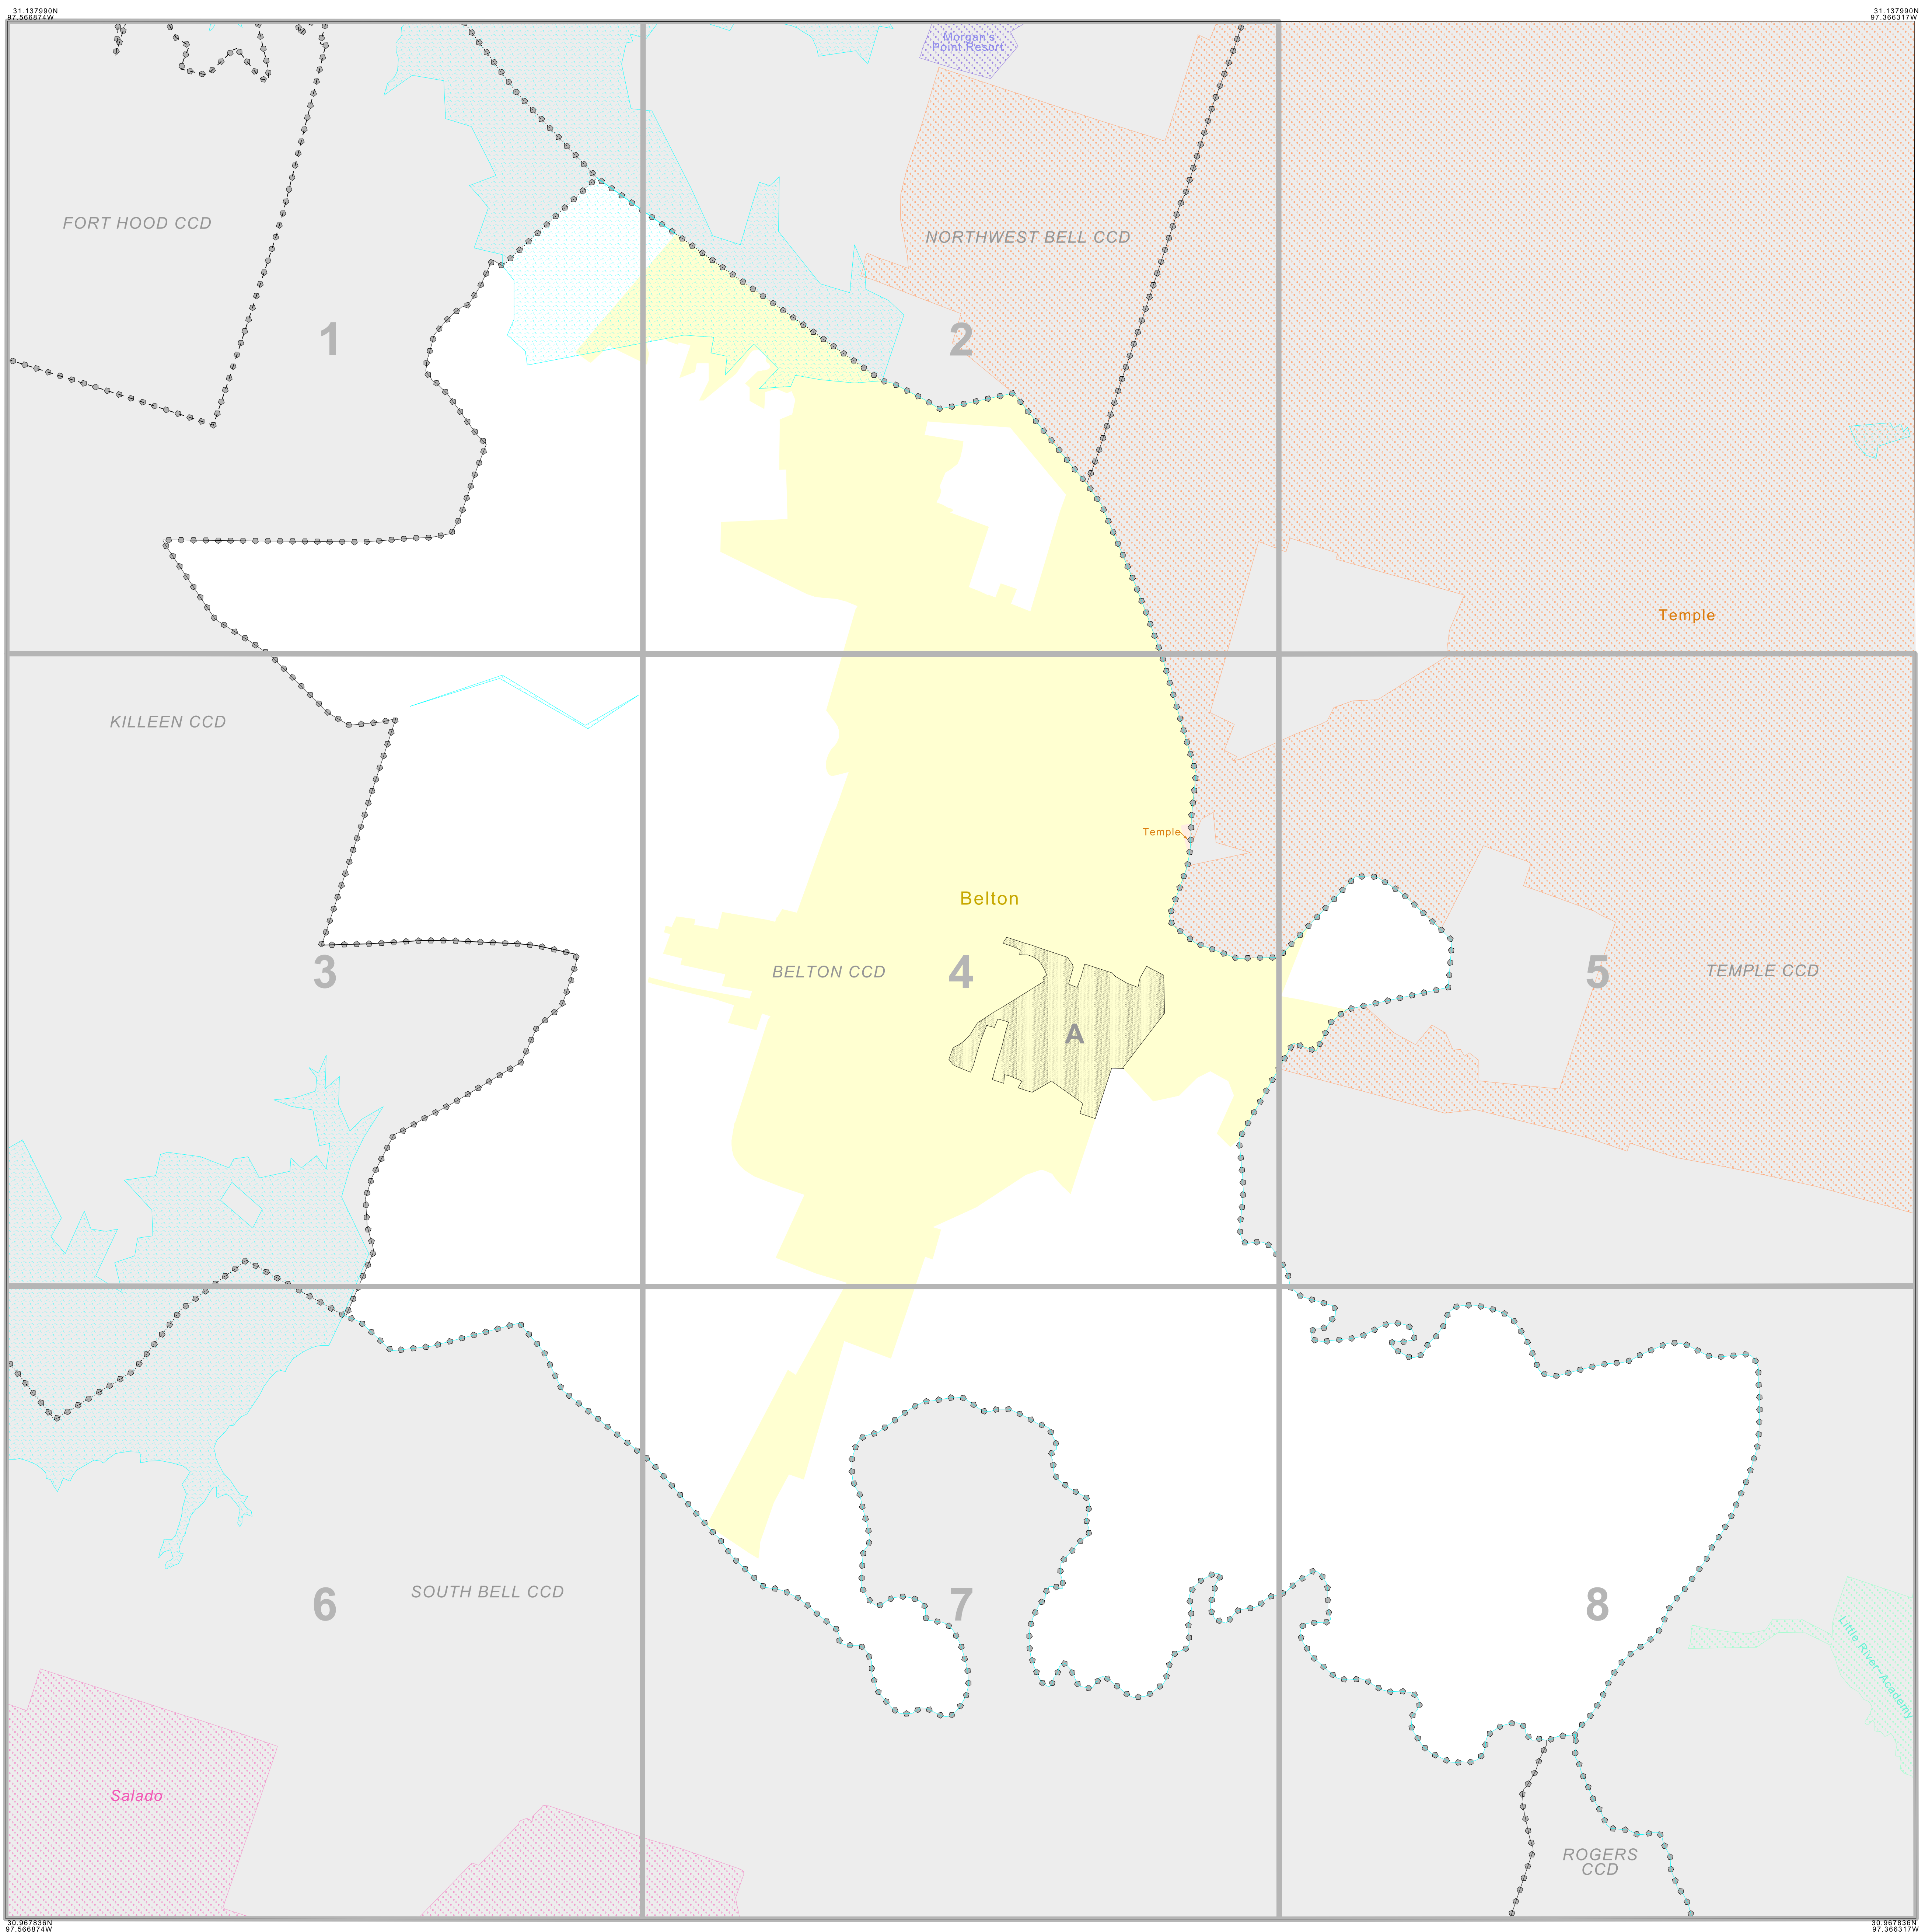 31.137990N
97.566874W
31.137990N
97.366317W
Morgan's
Point Resort
FORT HOOD CCD
NORTHWEST BELL CCD
1
2
Temple
KILLEEN CCD
Temple
Belton
3
BELTON CCD
4
5
TEMPLE CCD
A
6
SOUTH BELL CCD
7
8
Little River-Academy
Salado
ROGERS
CCD
30.967836N
97.566874W
30.967836N
97.366317W